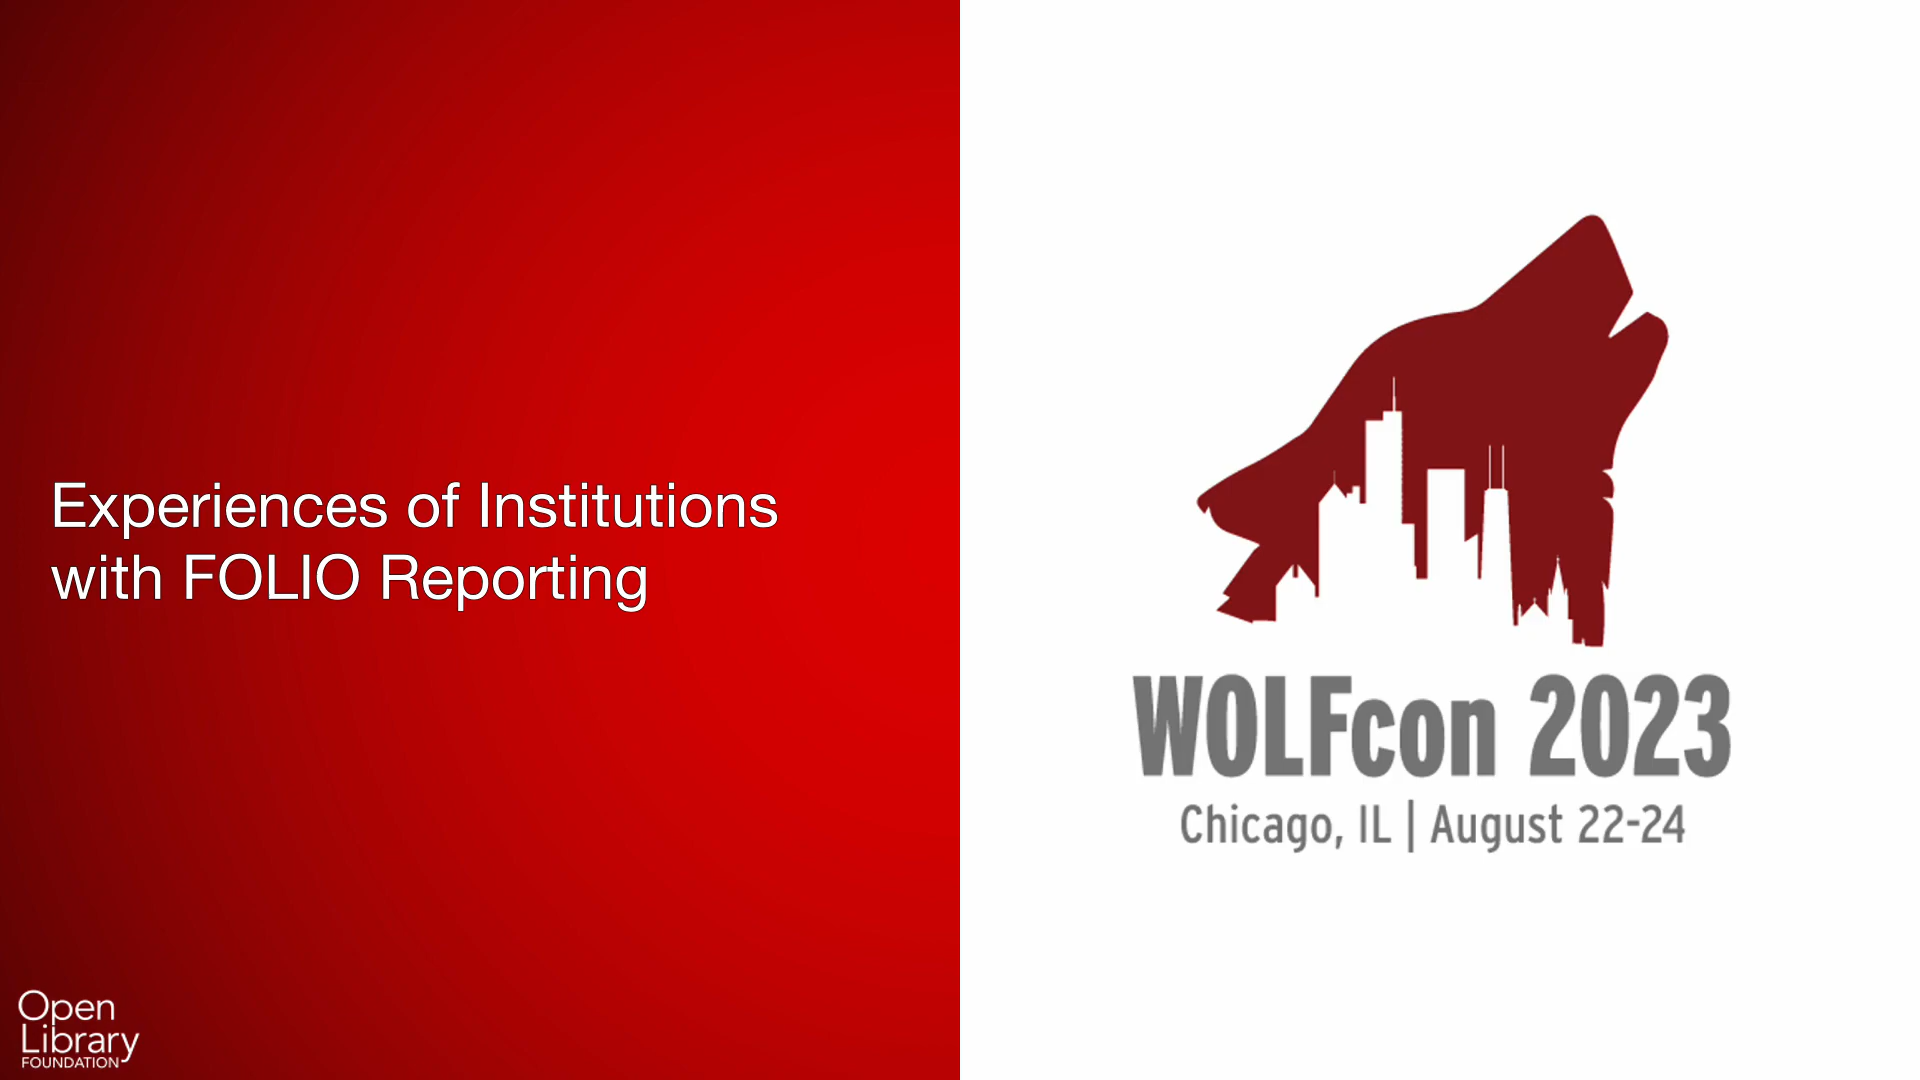 Experiences of Institutions
with FOLIO Reporting
Open
Library
FOUNDATION
WOLFcon 2023
Chicago, IL | August 22-24